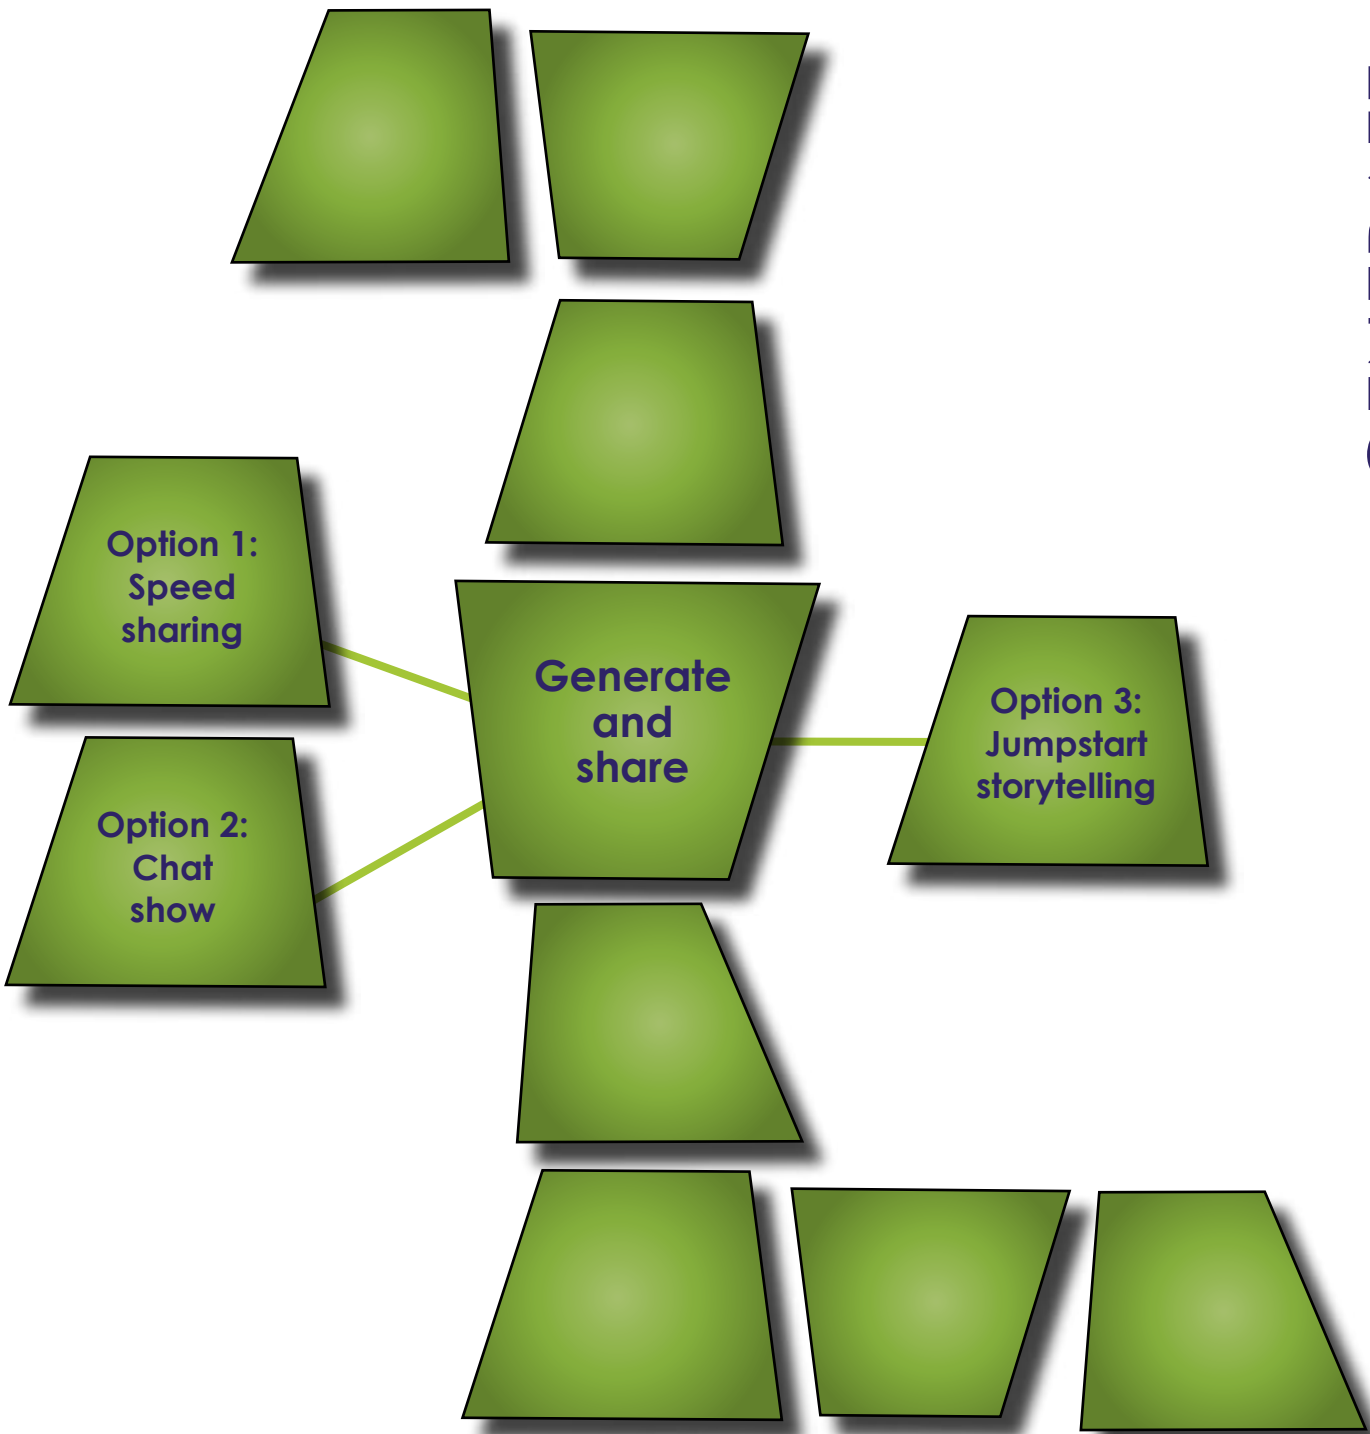 Option 1:
Speed
sharing
Generate
and
share
Option 3:
Jumpstart
storytelling
Option 2:
Chat
show